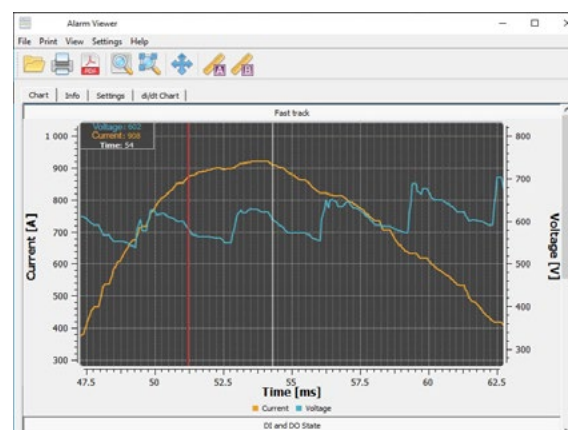 Alarm Viewer
File Print View Settings Help
PDF
A
B
Chart Info Settings di/dt Chart
Fast track
Voltage: 602
Current: 908
Time: 54
1 000
900
800
700
600
500
400
300
Current [A]
800
700
600
500
400
300
Voltage [V]
47.5 50 52.5 55 57.5 60 62.5
Time [ms]
Current Voltage
DI and DO State